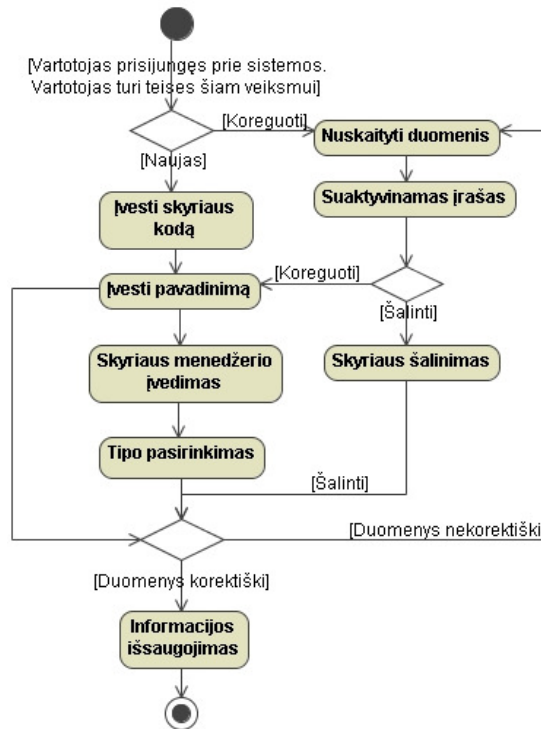 [Vartotojas prisijungęs prie sistemos.
Vartotojas turi teises šiam veiksmui]
[Koreguoti]
Nuskaityti duomenis
[Naujas]
Įvesti skyriaus
kodą
Suaktyvinamas įrašas
Įvesti pavadinimą
[Koreguoti]
[Šalinti]
Skyriaus menedžerio
įvedimas
Skyriaus šalinimas
Tipo pasirinkimas
[Šalinti]
[Duomenys nekorektiški]
[Duomenys korektiški]
Informacijos
išsaugojimas